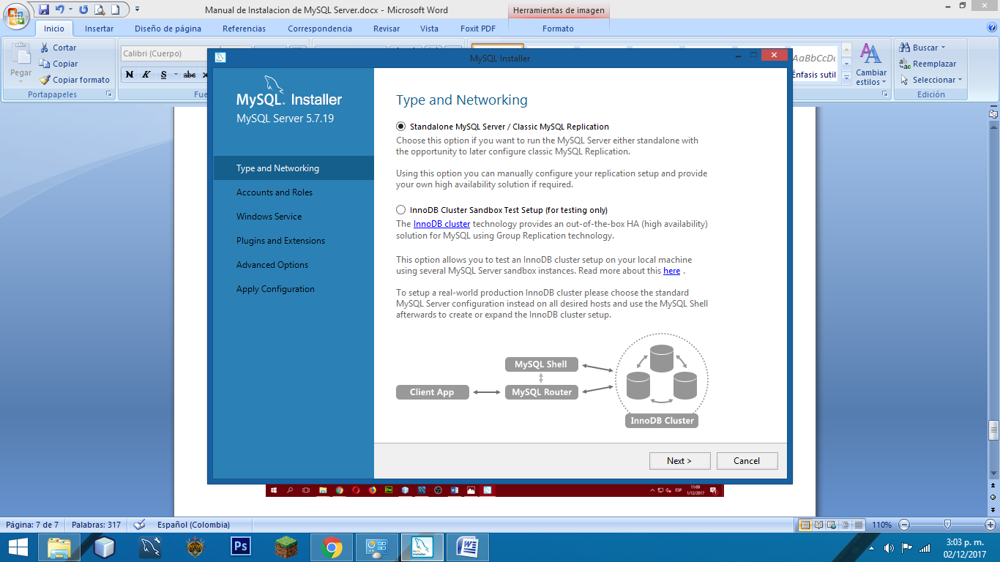 Manual de Instalacion de MySQL Server.docx - Microsoft Word
Herramientas de imagen
Inicio
Insertar
Diseño de página
Referencias
Correspondencia
Revisar
Vista
Foxit PDF
Formato
Pegar
Cortar
Copiar
Copiar formato
Portapapeles
Calibri (Cuerpo)
N K S abc
Fue
AaBbCcDc
Énfasis sutil
Cambiar
estilos
Buscar
Reemplazar
Seleccionar
Edición
MySQL Installer
MySQL. Installer
MySQL Server 5.7.19
Type and Networking
Accounts and Roles
Windows Service
Plugins and Extensions
Advanced Options
Apply Configuration
Type and Networking
Standalone MySQL Server / Classic MySQL Replication
Choose this option if you want to run the MySQL Server either standalone with
the opportunity to later configure classic MySQL Replication.
Using this option you can manually configure your replication setup and provide
your own high availability solution if required.
InnoDB Cluster Sandbox Test Setup (for testing only)
The InnoDB cluster technology provides an out-of-the-box HA (high availability)
solution for MySQL using Group Replication technology.
This option allows you to test an InnoDB cluster setup on your local machine
using several MySQL Server sandbox instances. Read more about this here .
To setup a real-world production InnoDB cluster please choose the standard
MySQL Server configuration instead on all desired hosts and use the MySQL Shell
afterwards to create or expand the InnoDB cluster setup.
MySQL Shell
Client App
MySQL Router
InnoDB Cluster
Next >
Cancel
ESP
11:09
1/12/2017
Página: 7 de 7
Palabras: 317
Español (Colombia)
110%
Ps
3:03 p. m.
02/12/2017